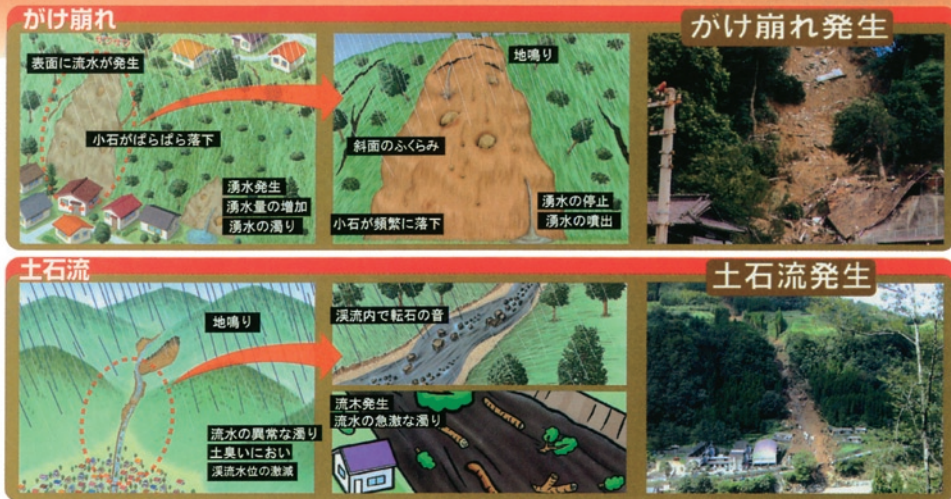 がけ崩れ
表面に流水が発生
小石がぱらぱら落下
湧水発生
湧水量の増加
湧水の濁り
地鳴り
斜面のふくらみ
小石が頻繁に落下
湧水の停止
湧水の噴出
がけ崩れ発生
土石流
地鳴り
流水の異常な濁り
土臭いにおい
渓流水位の激減
渓流内で転石の音
流木発生
流水の急激な濁り
土石流発生